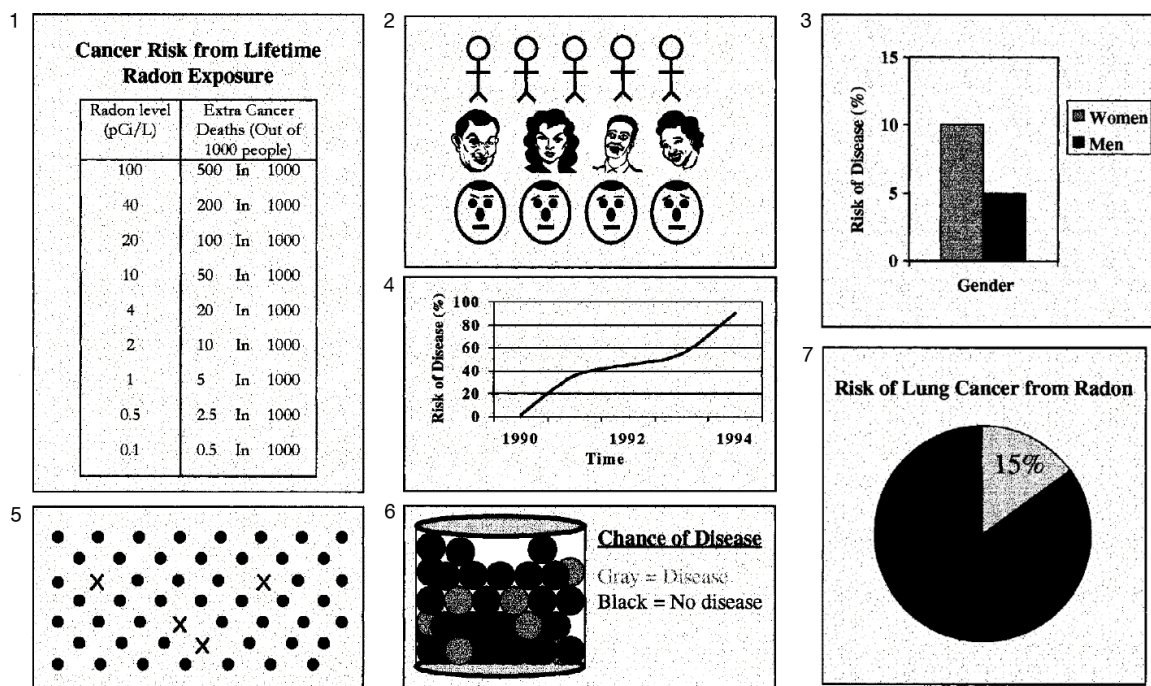 1
Cancer Risk from Lifetime
Radon Exposure
Radon level
(pCi/L)
Extra Cancer
Deaths (Out of
1000 people)
100 500 In 1000
40 200 In 1000
20 100 In 1000
10 50 In 1000
4 20 In 1000
2 10 In 1000
1 5 In 1000
0.5 2.5 In 1000
0.1 0.5 In 1000
2
3
Risk of Disease (%)
15
10
5
0
Gender
Women
Men
4
Risk of Disease (%)
100
80
60
40
20
0
1990 1992 1994
Time
5
X X
X
X
6
Chance of Disease
Gray = Disease
Black = No disease
7
Risk of Lung Cancer from Radon
15%